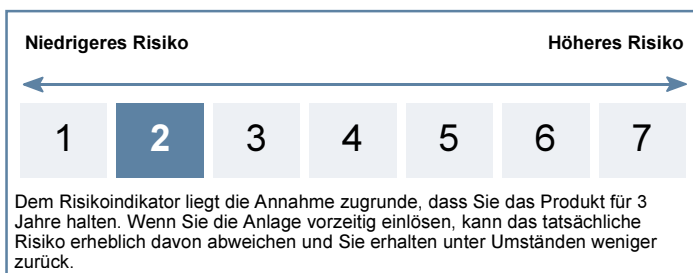 Niedrigeres Risiko Höheres Risiko
1 2 3 4 5 6 7
Dem Risikoindikator liegt die Annahme zugrunde, dass Sie das Produkt für 3
Jahre halten. Wenn Sie die Anlage vorzeitig einlösen, kann das tatsächliche
Risiko erheblich davon abweichen und Sie erhalten unter Umständen weniger
zurück.